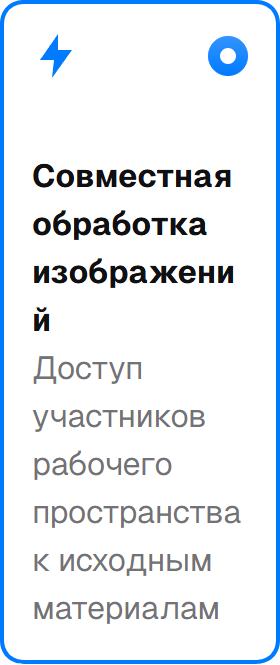 Совместная
обработка
изображени
й
Доступ
участников
рабочего
пространства
к исходным
материалам